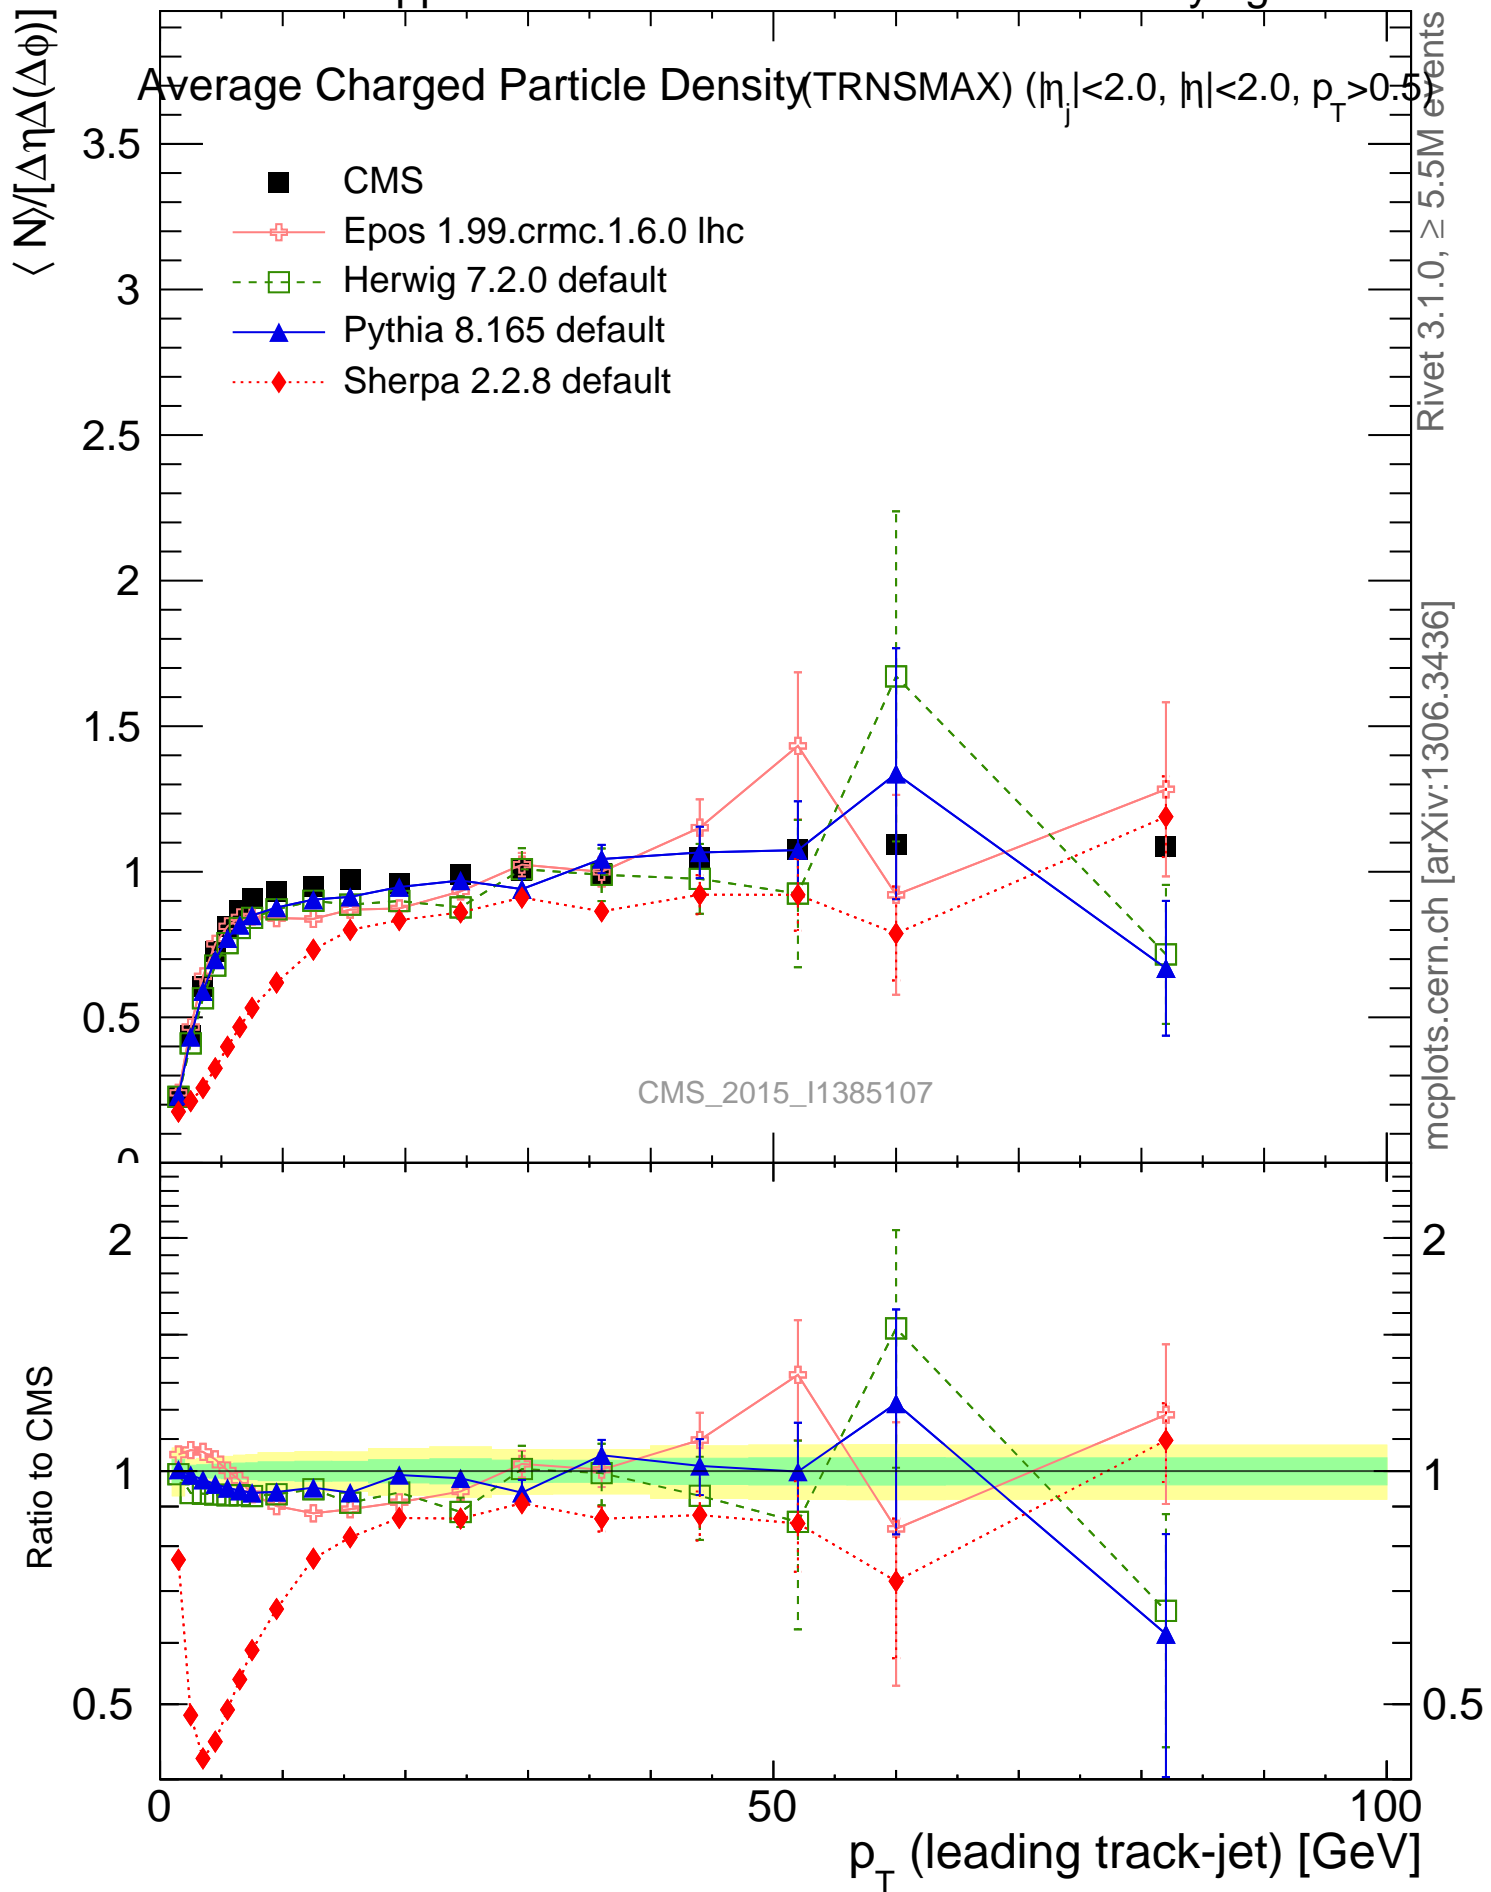 ⟨ N⟩/[ΔηΔ(Δϕ)]
Average Charged Particle Density (TRNSMAX) (|η_j|<2.0, |η|<2.0, p_T>0.5)
CMS
Epos 1.99.crmc.1.6.0 lhc
Herwig 7.2.0 default
Pythia 8.165 default
Sherpa 2.2.8 default
3.5
3
2.5
2
1.5
1
0.5
0
CMS_2015_I1385107
Rivet 3.1.0, ≥ 5.5M events
mcplots.cern.ch [arXiv:1306.3436]
Ratio to CMS
2
1
0.5
2
1
0.5
0
50
100
p_T (leading track-jet) [GeV]